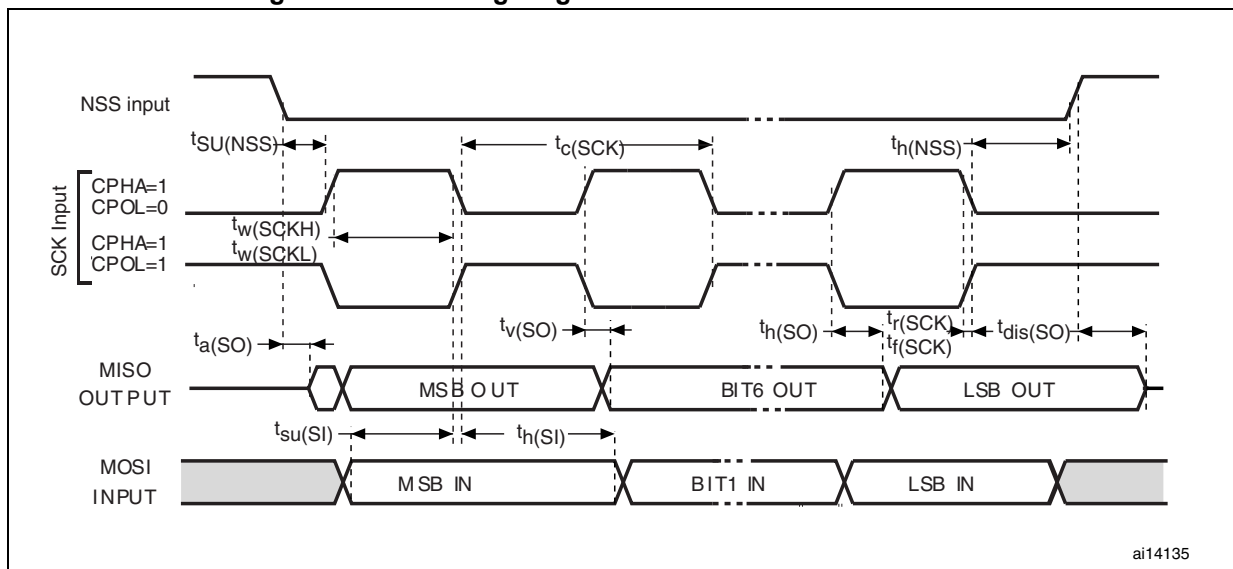 NSS input
tSU(NSS)
tc(SCK)
th(NSS)
SCK Input
CPHA=1
CPOL=0
tw(SCKH)
CPHA=1
tw(SCKL)
CPOL=1
tv(SO)
th(SO)
tr(SCK)
tf(SCK)
tdis(SO)
ta(SO)
MISO
OUTPUT
MSB OUT
BIT6 OUT
LSB OUT
tsu(SI)
th(SI)
MOSI
INPUT
MSB IN
BIT1 IN
LSB IN
ai14135